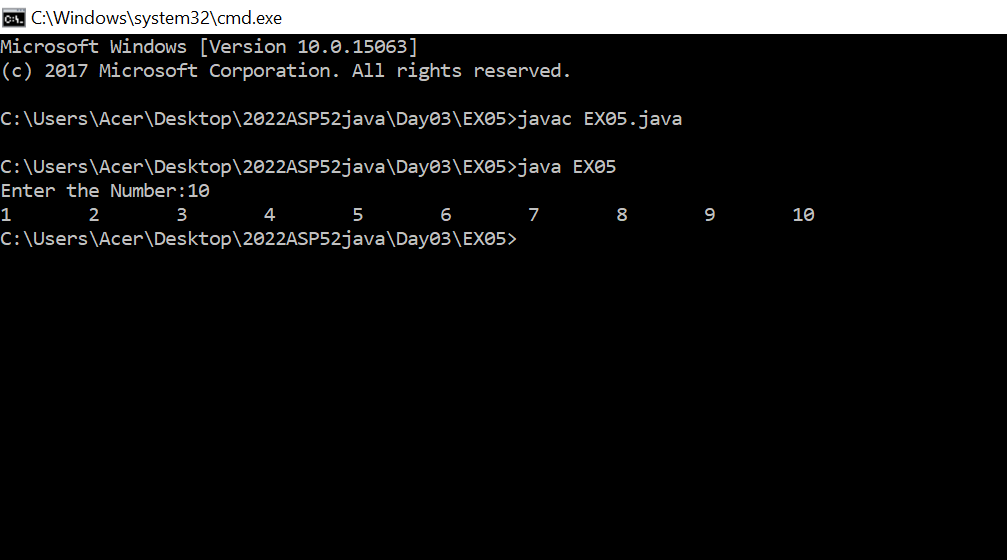 C:\Windows\system32\cmd.exe
Microsoft Windows [Version 10.0.15063]
(c) 2017 Microsoft Corporation. All rights reserved.
C:\Users\Acer\Desktop\2022ASP52java\Day03\EX05>javac EX05.java
C:\Users\Acer\Desktop\2022ASP52java\Day03\EX05>java EX05
Enter the Number:10
1 2 3 4 5 6 7 8 9 10
C:\Users\Acer\Desktop\2022ASP52java\Day03\EX05>